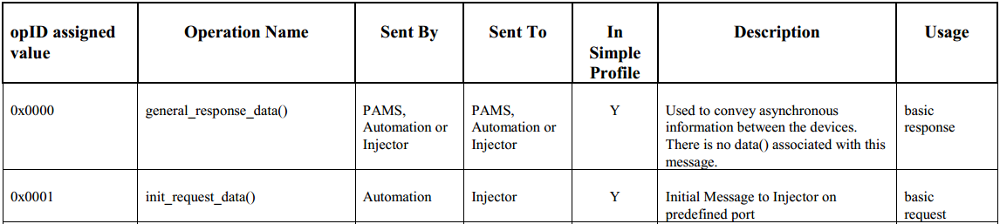 opID assigned value
Operation Name
Sent By
Sent To
In Simple Profile
Description
Usage
0x0000
general_response_data()
PAMS,
Automation or
Injector
PAMS,
Automation or
Injector
Y
Used to convey asynchronous
information between the devices.
There is no data() associated with this
message.
basic
response
0x0001
init_request_data()
Automation
Injector
Y
Initial Message to Injector on
predefined port
basic
request